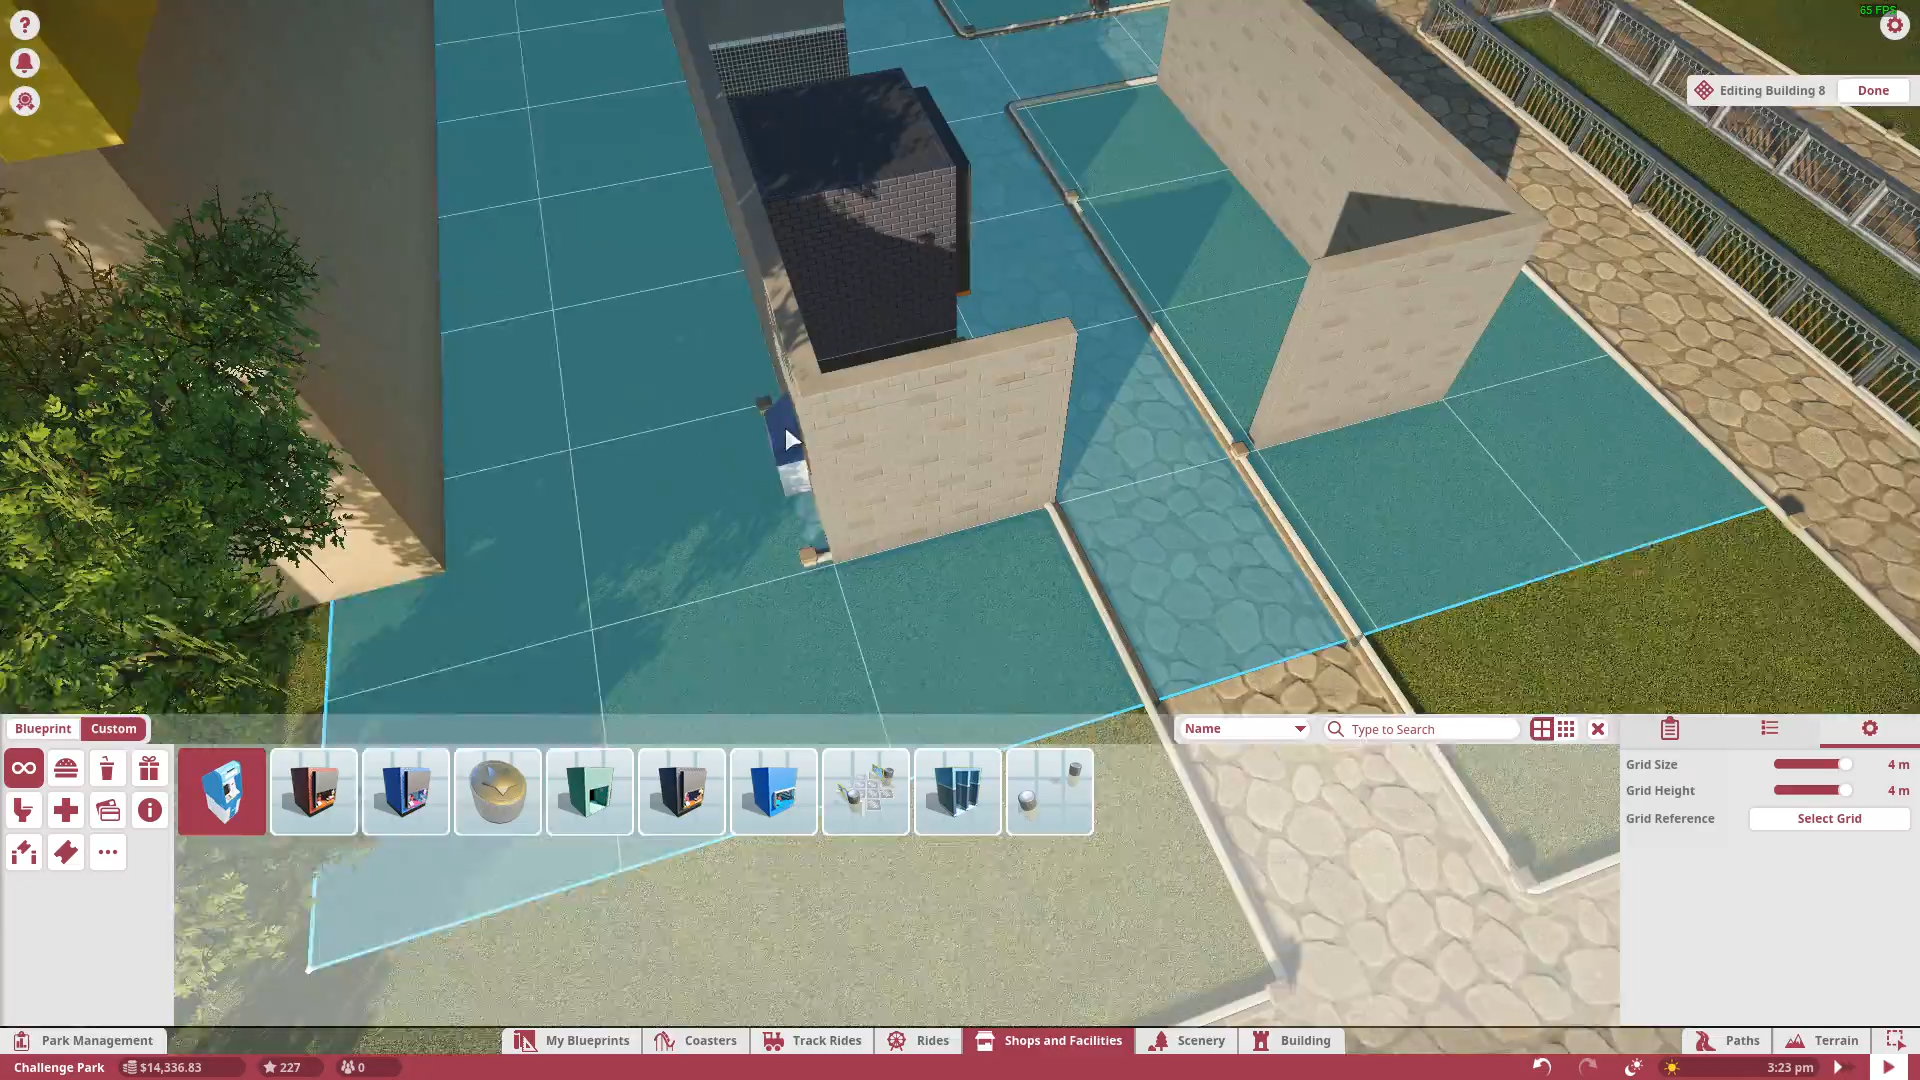 65 FPS
Editing Building 8
Done
Blueprint
Custom
Name
Type to Search
Grid Size
4 m
Grid Height
4 m
Grid Reference
Select Grid
Park Management
My Blueprints
Coasters
Track Rides
Rides
Shops and Facilities
Scenery
Building
Paths
Terrain
Challenge Park
$14,336.83
227
0
3:23 pm